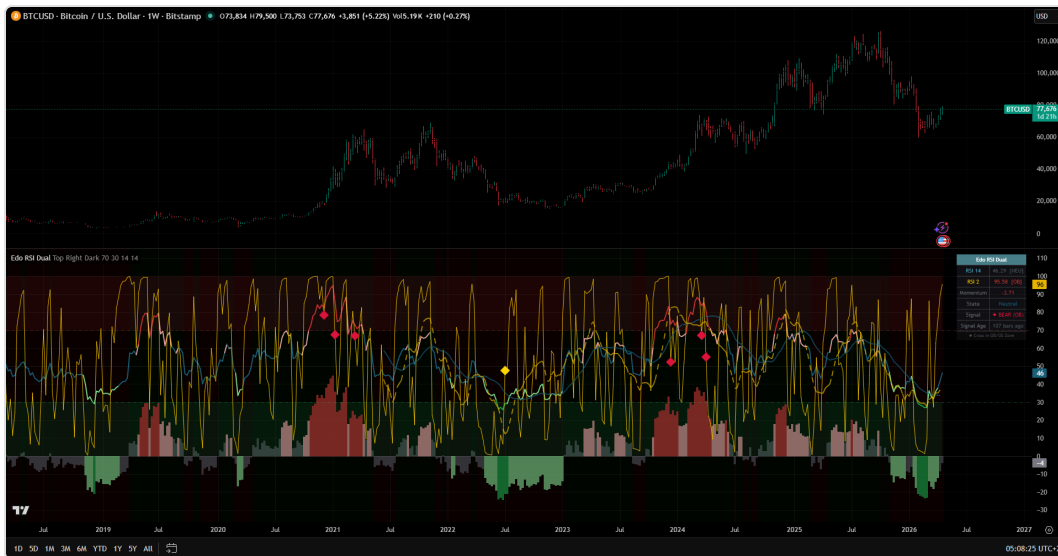 BTCUSD · Bitcoin / U.S. Dollar · 1W · Bitstamp O73,834 H79,500 L73,753 C77,676 +3,851 (+5.22%) Vol5.19K +210 (+0.27%)
USD
120,000
100,000
80,000
BTCUSD 77,676
1d 21h
60,000
40,000
20,000
0
Edo RSI Dual Top Right Dark 70 30 14 14
110
Edo RSI Dual
RSI 14 46.29 [NEU]
RSI 2 95.58 [OB]
Momentum -3.71
State Neutral
Signal BEAR (OB)
Signal Age 107 bars ago
100
96
90
80
70
60
50
46
40
30
20
10
0
-4
-10
-20
-30
Jul 2019 Jul 2020 Jul 2021 Jul 2022 Jul 2023 Jul 2024 Jul 2025 Jul 2026 Jul 2027
1D 5D 1M 3M 6M YTD 1Y 5Y All
05:08:25 UTC+